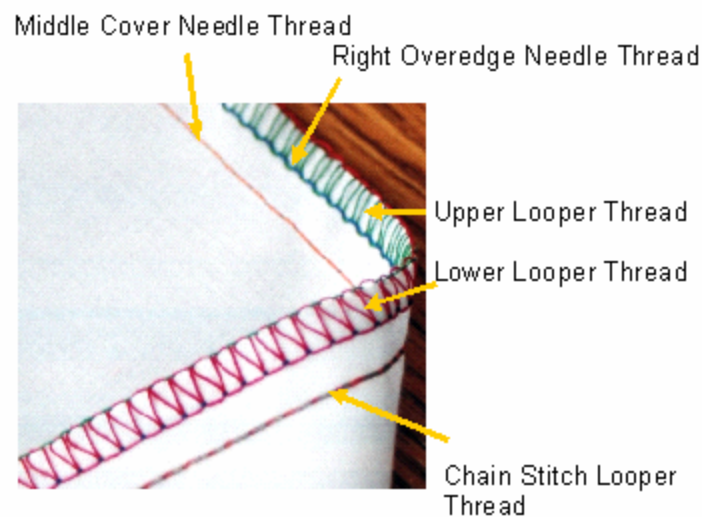 Middle Cover Needle Thread
Right Overedge Needle Thread
Upper Looper Thread
Lower Looper Thread
Chain Stitch Looper
Thread